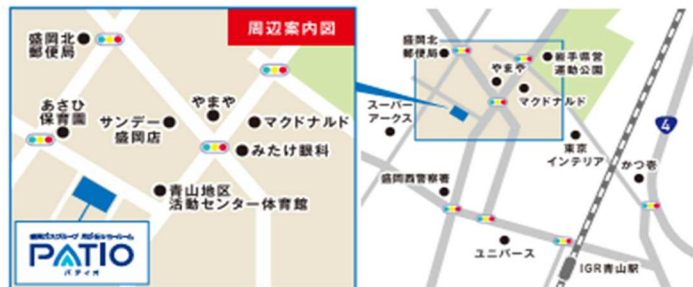 周辺案内図
盛岡北
郵便局
あさひ
保育園
サンデー
盛岡店
やまや
マクドナルド
みたけ眼科
青山地区
活動センター体育館
PATIO
パティオ
盛岡北
郵便局
やまや
岩手県営
運動公園
マクドナルド
スーパー
アークス
東京
インテリア
4
かつ壱
盛岡西警察署
ユニバース
IGR青山駅